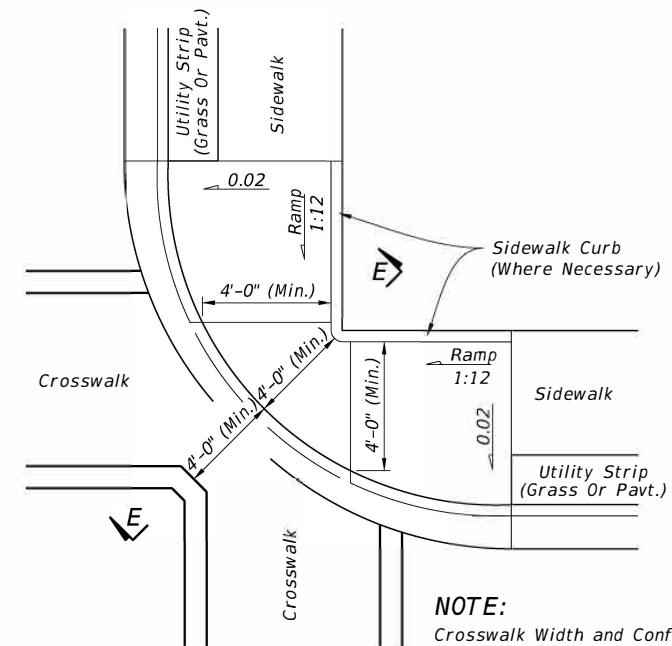 Utility Strip
(Grass Or Pavt.)
Sidewalk
0.02
Ramp
1:12
Sidewalk Curb
(Where Necessary)
E
4'-0" (Min.)
4'-0" (Min.)
4'-0" (Min.)
4'-0" (Min.)
Ramp
1:12
0.02
Crosswalk
Sidewalk
Utility Strip
(Grass Or Pavt.)
E
Crosswalk
NOTE:
Crosswalk Width and Conf